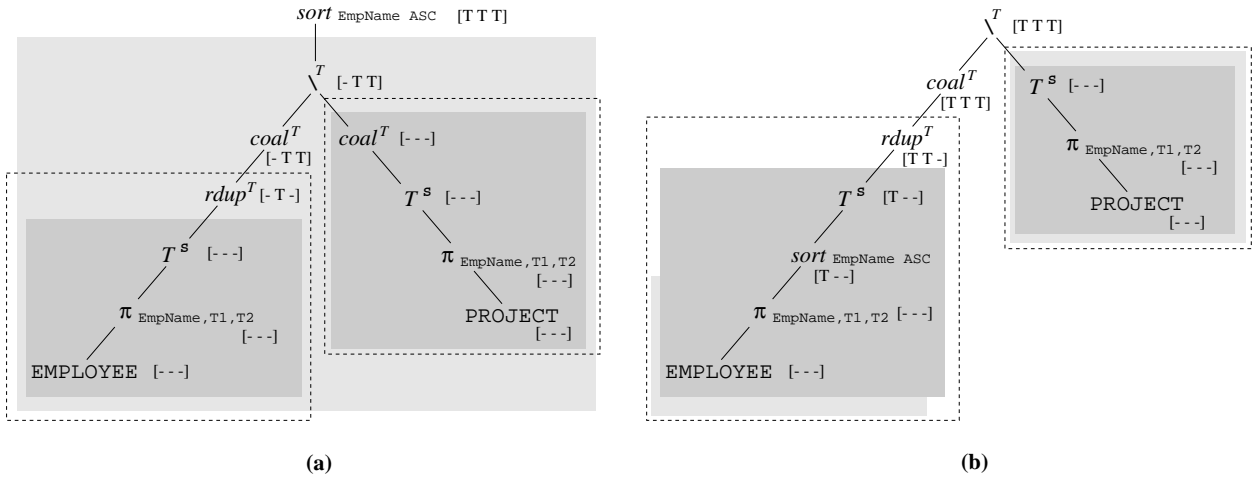 sort EmpName ASC [T T T]
\T [- T T]
coalT [- T T]
coalT [- - -]
rdupT [- T -]
TS [- - -]
TS [- - -]
π EmpName,T1,T2 [- - -]
π EmpName,T1,T2 [- - -]
PROJECT [- - -]
EMPLOYEE [- - -]
(a)
\T [T T T]
coalT [T T T]
TS [- - -]
rdupT [T T -]
π EmpName,T1,T2 [- - -]
TS [T - -]
PROJECT [- - -]
sort EmpName ASC [T - -]
π EmpName,T1,T2 [- - -]
EMPLOYEE [- - -]
(b)